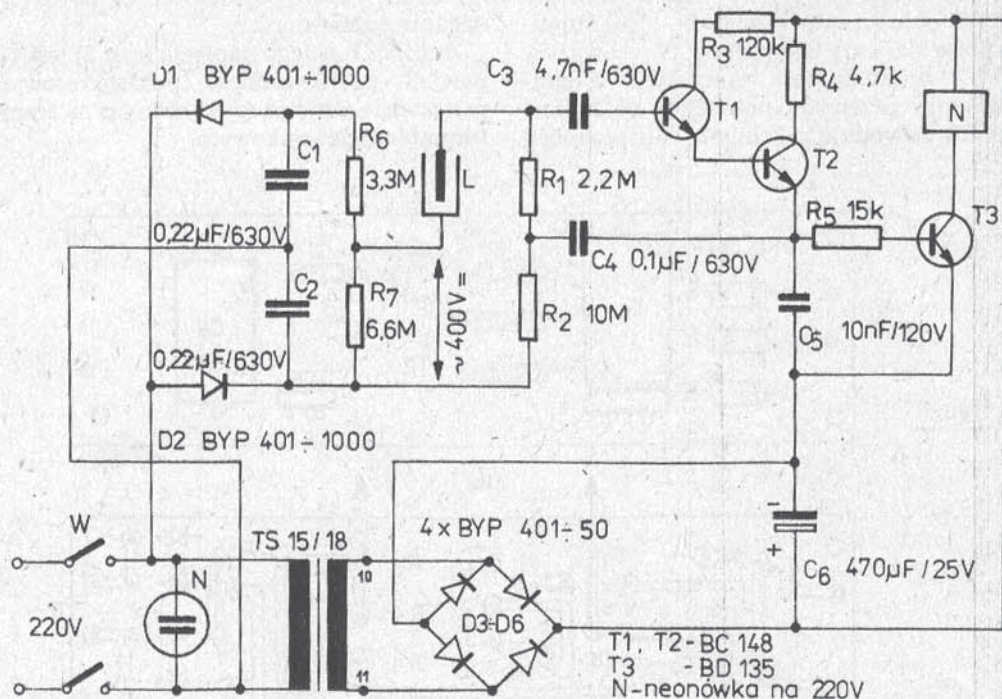 R3 120k
D1 BYP 401÷1000
C3 4,7nF/630V
R4 4,7k
T1
N
C1
R6
3,3M
L
R1 2,2M
T2
R5 15k
T3
0,22µF/630V
C4 0,1µF/630V
C2
R7
6,6M
~400V=
R2 10M
C5 10nF/120V
0,22µF/630V
D2 BYP 401÷1000
W
TS 15/18
4x BYP 401÷50
-
+
10
N
C6 470µF/25V
220V
D3÷D6
11
T1, T2-BC 148
T3 -BD 135
N-neonówka na 220V